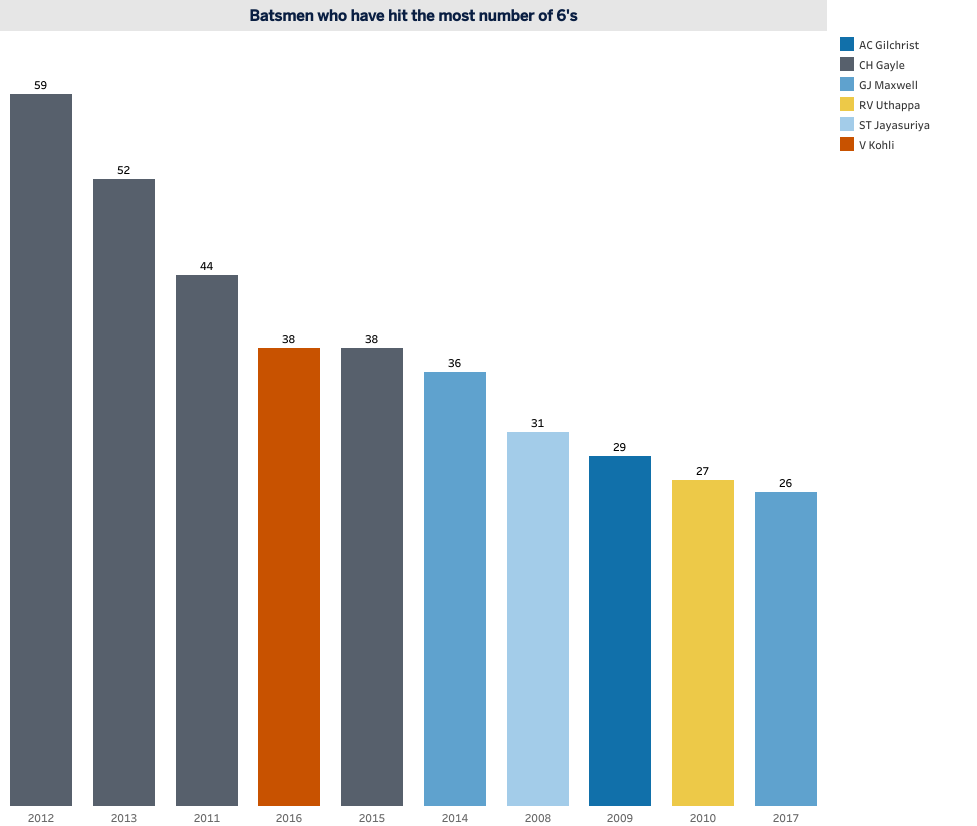 Batsmen who have hit the most number of 6's
AC Gilchrist
CH Gayle
GJ Maxwell
RV Uthappa
ST Jayasuriya
V Kohli
59
52
44
38
38
36
31
29
27
26
2012 2013 2011 2016 2015 2014 2008 2009 2010 2017